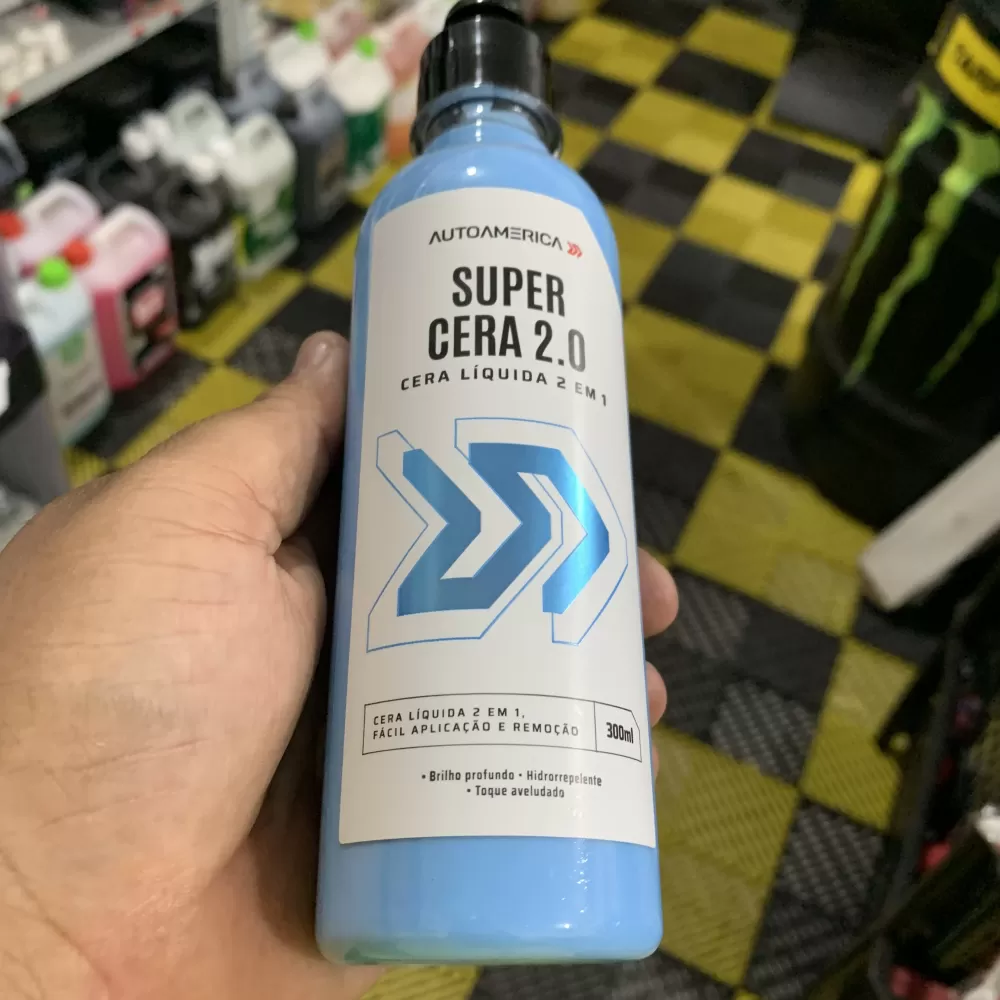 AUTOAMERICA
SUPER
CERA 2.0
CERA LÍQUIDA 2 EM 1
CERA LÍQUIDA 2 EM 1,
FÁCIL APLICAÇÃO E REMOÇÃO
300ml
• Brilho profundo • Hidrorrepelente
• Toque aveludado